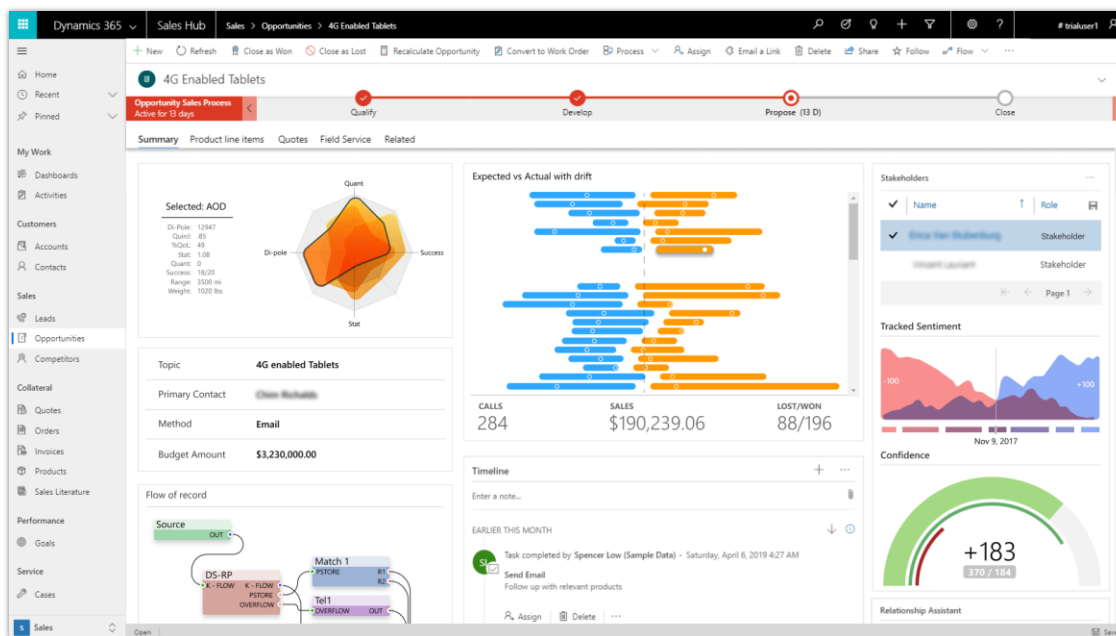 Dynamics 365 Sales Hub Sales > Opportunities > 4G Enabled Tablets # trialuser1
New Refresh Close as Won Close as Lost Recalculate Opportunity Convert to Work Order Process Assign Email a Link Delete Share Follow Flow ...
Home
Recent
Pinned
My Work
Dashboards
Activities
Customers
Accounts
Contacts
Sales
Leads
Opportunities
Competitors
Collateral
Quotes
Orders
Invoices
Products
Sales Literature
Performance
Goals
Service
Cases
S Sales
4G Enabled Tablets
Opportunity Sales Process
Active for 13 days
Qualify Develop Propose (13 D) Close
Summary Product line items Quotes Field Service Related
Selected: AOD
Di-Pole: 12947
Quinl: .85
%QoL: 49
Stat: 1.08
Quant: 0
Success: 18/20
Range: 3500 mi
Weight: 1020 lbs
Quant
Di-pole
Success
Stat
Topic 4G enabled Tablets
Primary Contact
Method Email
Budget Amount $3,230,000.00
Flow of record
Source
OUT
DS-RP
K - FLOW K - FLOW
PSTORE
OVERFLOW
Match 1
PSTORE R1
R2
Tel1
OVERFLOW OUT
Expected vs Actual with drift
CALLS SALES LOST/WON
284 $190,239.06 88/196
Timeline
Enter a note...
EARLIER THIS MONTH
SL
Task completed by Spencer Low (Sample Data) - Saturday, April 6, 2019 4:27 AM
Send Email
Follow up with relevant products
Assign Delete ...
Stakeholders
Name Role
Stakeholder
Stakeholder
Page 1
Tracked Sentiment
-100 +100
Nov 9, 2017
Confidence
+183
370 / 184
Relationship Assistant
Open